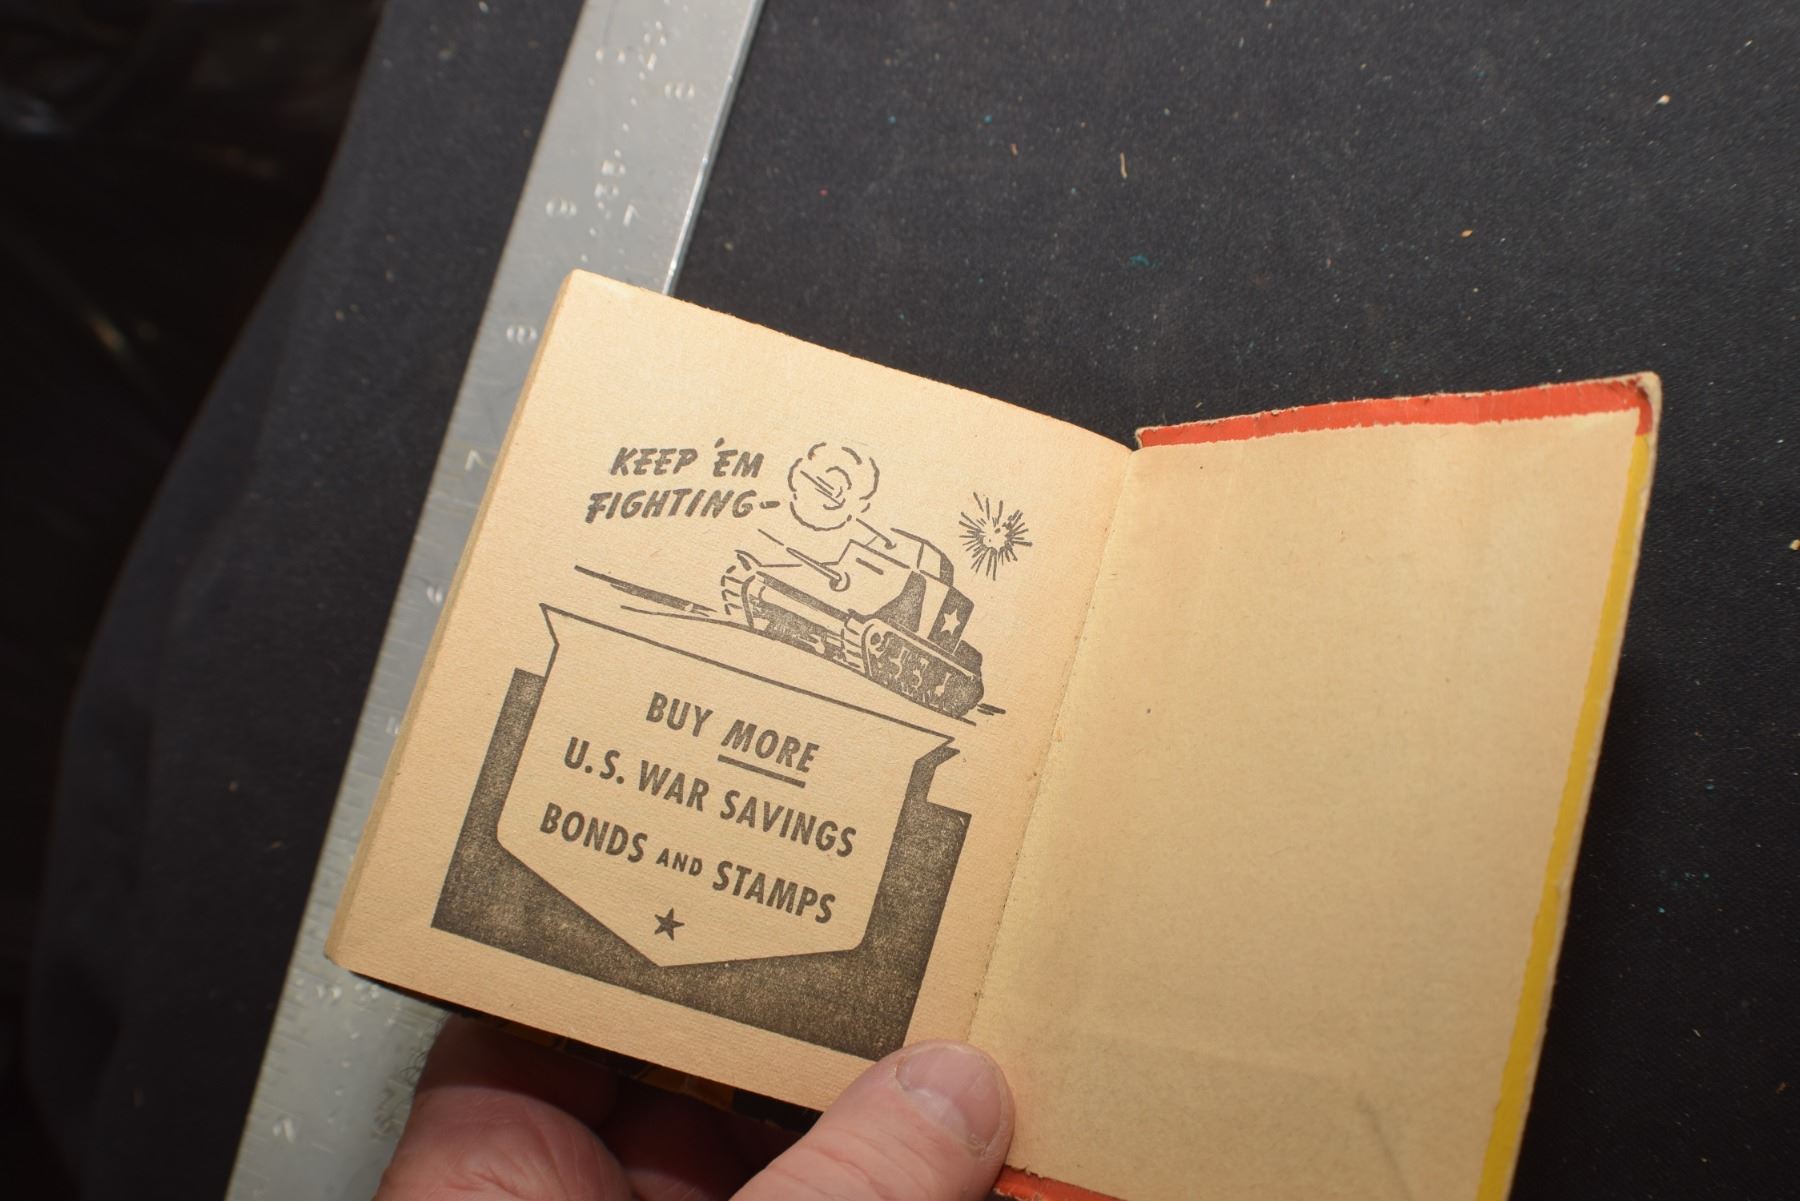 KEEP 'EM
FIGHTING-
BUY MORE
U.S. WAR SAVINGS
BONDS AND STAMPS